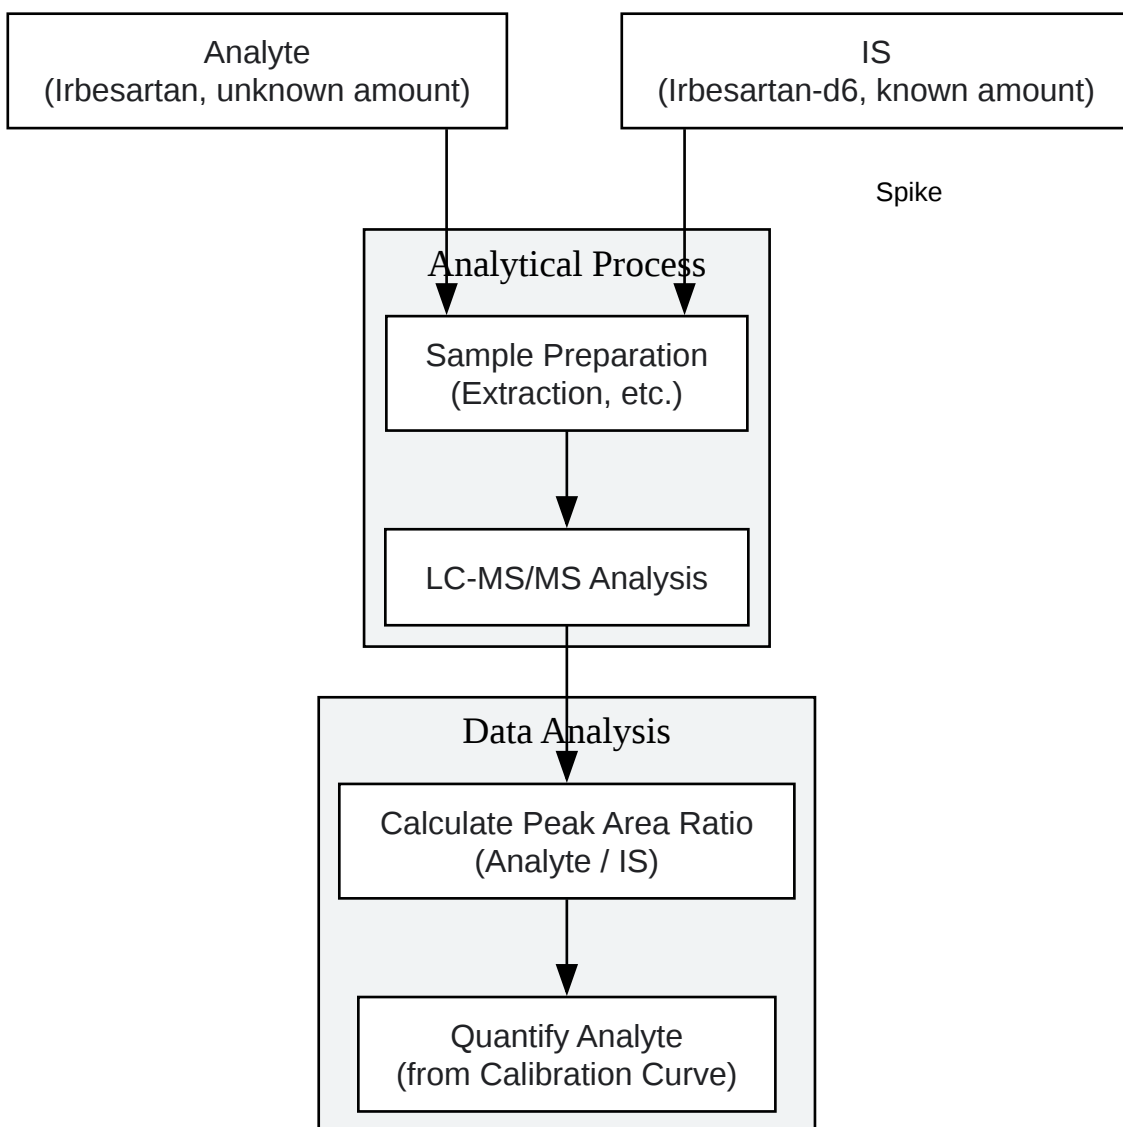 Analyte
(Irbesartan, unknown amount)
IS
(Irbesartan-d6, known amount)
Spike
Analytical Process
Sample Preparation
(Extraction, etc.)
LC-MS/MS Analysis
Data Analysis
Calculate Peak Area Ratio
(Analyte / IS)
Quantify Analyte
(from Calibration Curve)